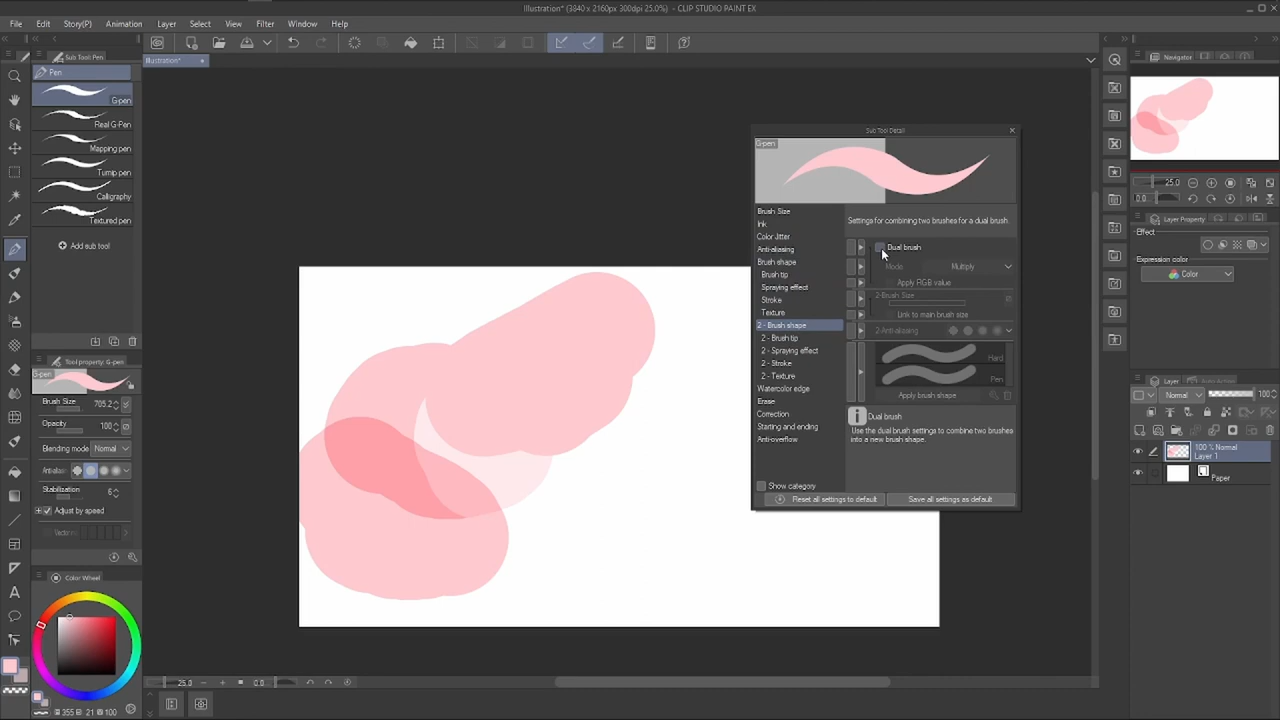 Illustration* (3840 x 2160px 300dpi 25.0%) - CLIP STUDIO PAINT EX
File Edit Story(P) Animation Layer Select View Filter Window Help
Illustration*
Sub Tool: Pen
Pen
G-pen
Real G-Pen
Mapping pen
Turnip pen
Calligraphy
Textured pen
Add sub tool
Tool property: G-pen
G-pen
Brush Size 705.2
Opacity 100
Blending mode Normal
Stabilization 6
Adjust by speed
Color Wheel
355 21 100
25.0 0.0
Sub Tool Detail
G-pen
Brush Size
Ink
Color Jitter
Anti-aliasing
Brush shape
Brush tip
Spraying effect
Stroke
Texture
2 - Brush shape
2 - Brush tip
2 - Spraying effect
2 - Stroke
2 - Texture
Watercolor edge
Erase
Correction
Starting and ending
Anti-overflow
Show category
Settings for combining two brushes for a dual brush.
Dual brush
Mode Multiply
Apply RGB value
2-Brush Size
Link to main brush size
2-Anti-aliasing
Hard
Pen
Apply brush shape
Dual brush
Use the dual brush settings to combine two brushes
into a new brush shape.
Reset all settings to default Save all settings as default
Navigator
25.0
0.0
Layer Property
Effect
Expression color
Color
Layer
Normal 100
100 % Normal
Layer 1
Paper